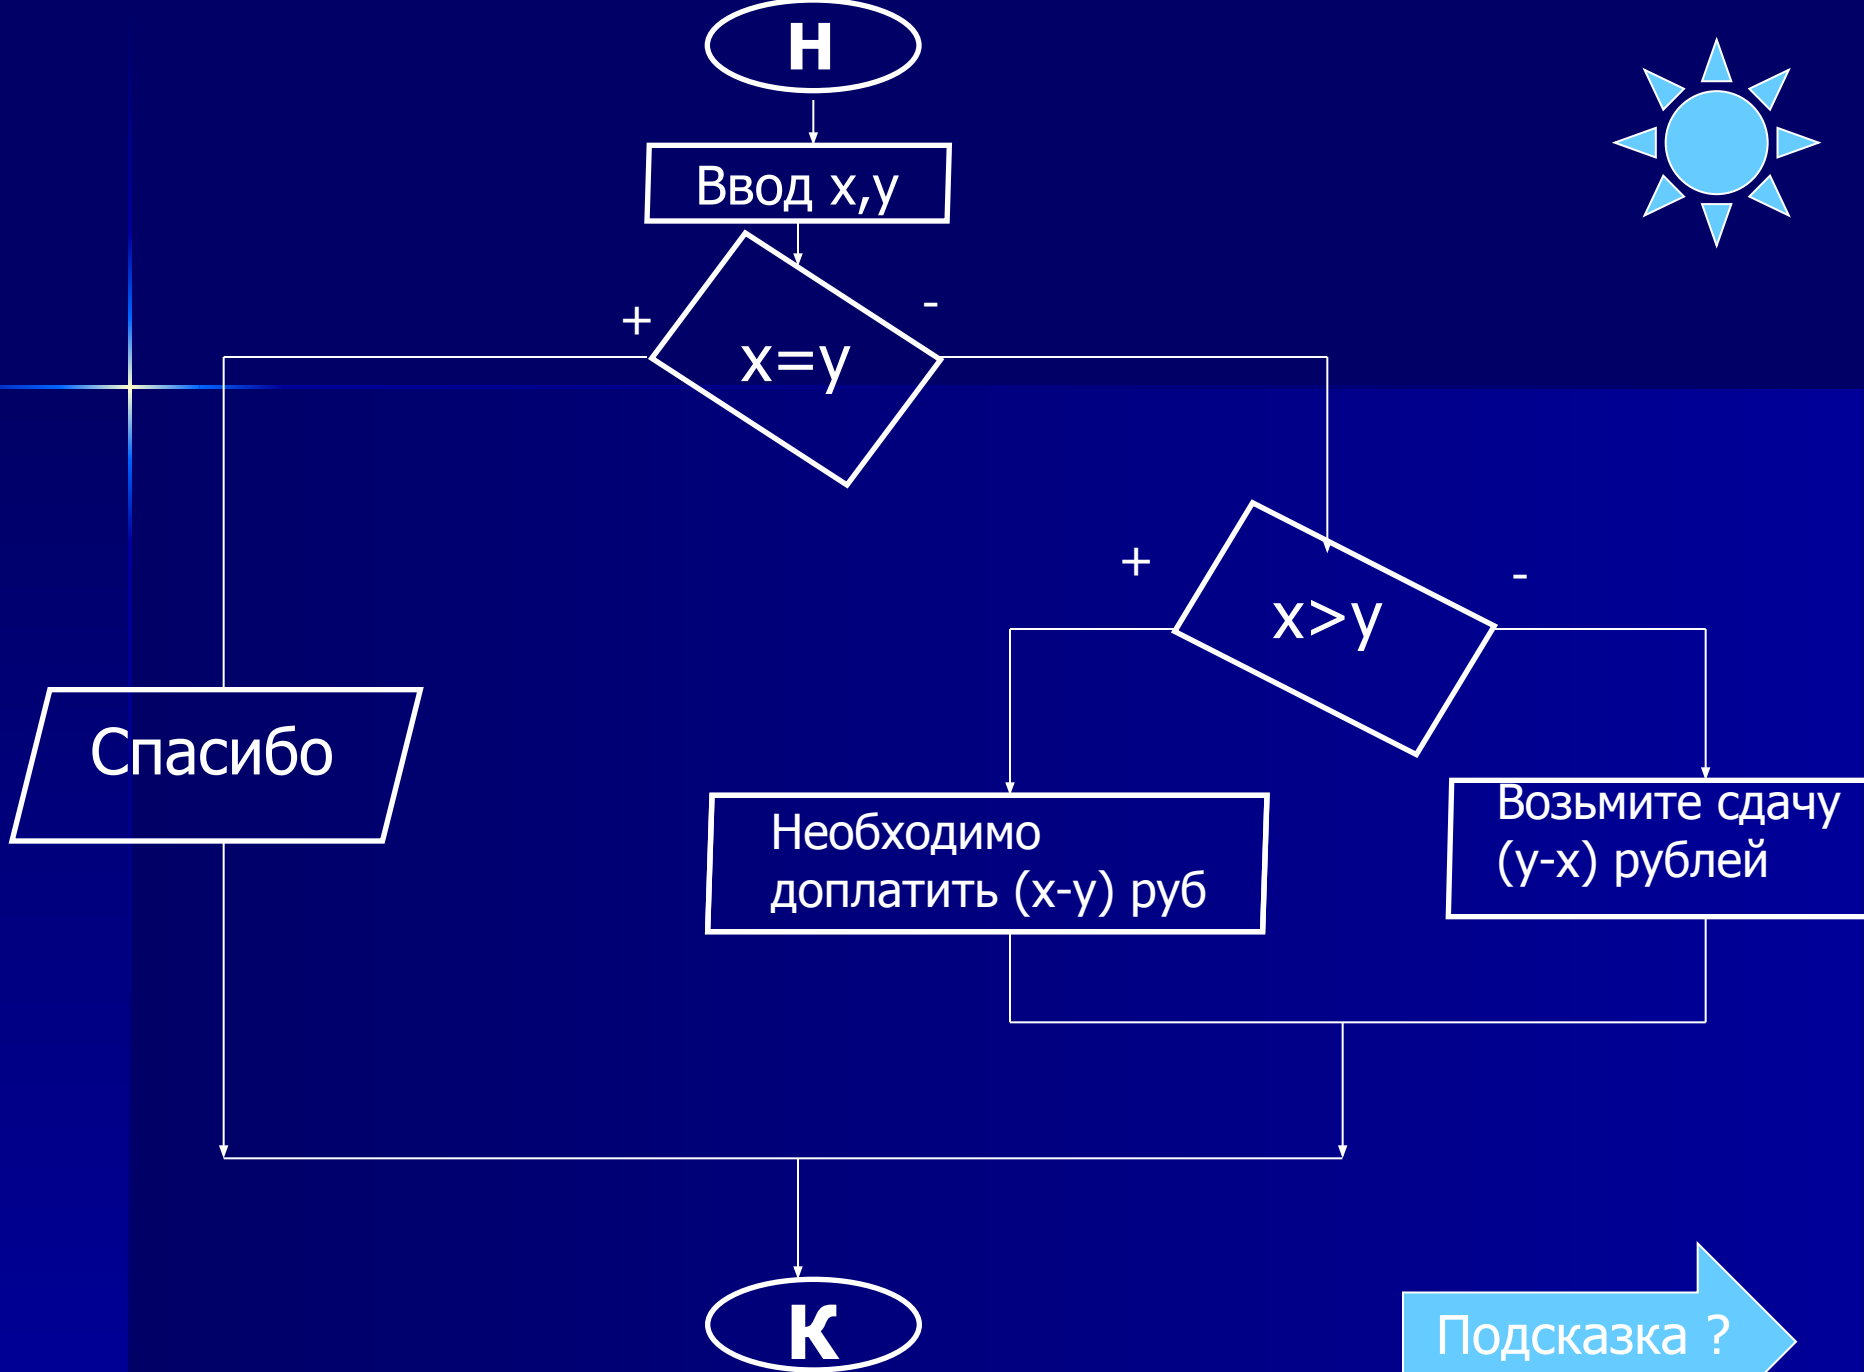 Н
Ввод x,y
+
-
x=y
+
-
x>y
Спасибо
Необходимо
доплатить (x-y) руб
Возьмите сдачу
(y-x) рублей
К
Подсказка ?